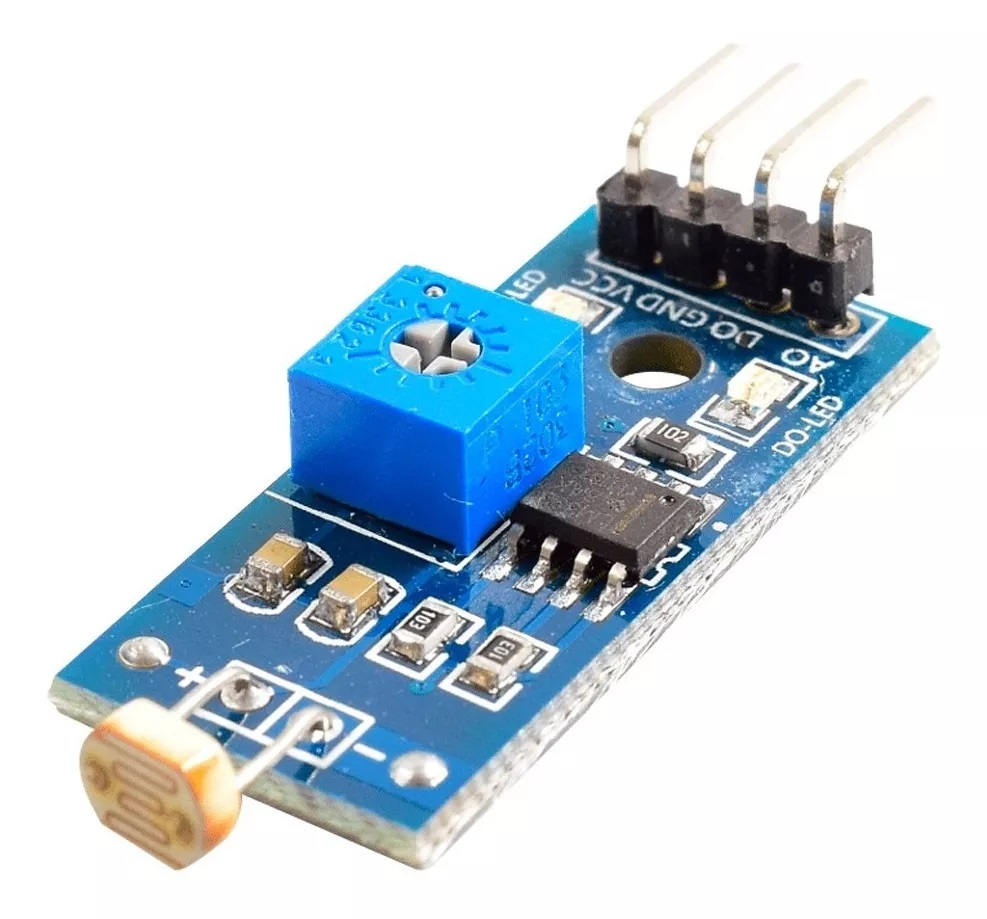 VCC
GND
DO
AO
LED
DO-LED
102
103
103
+
-